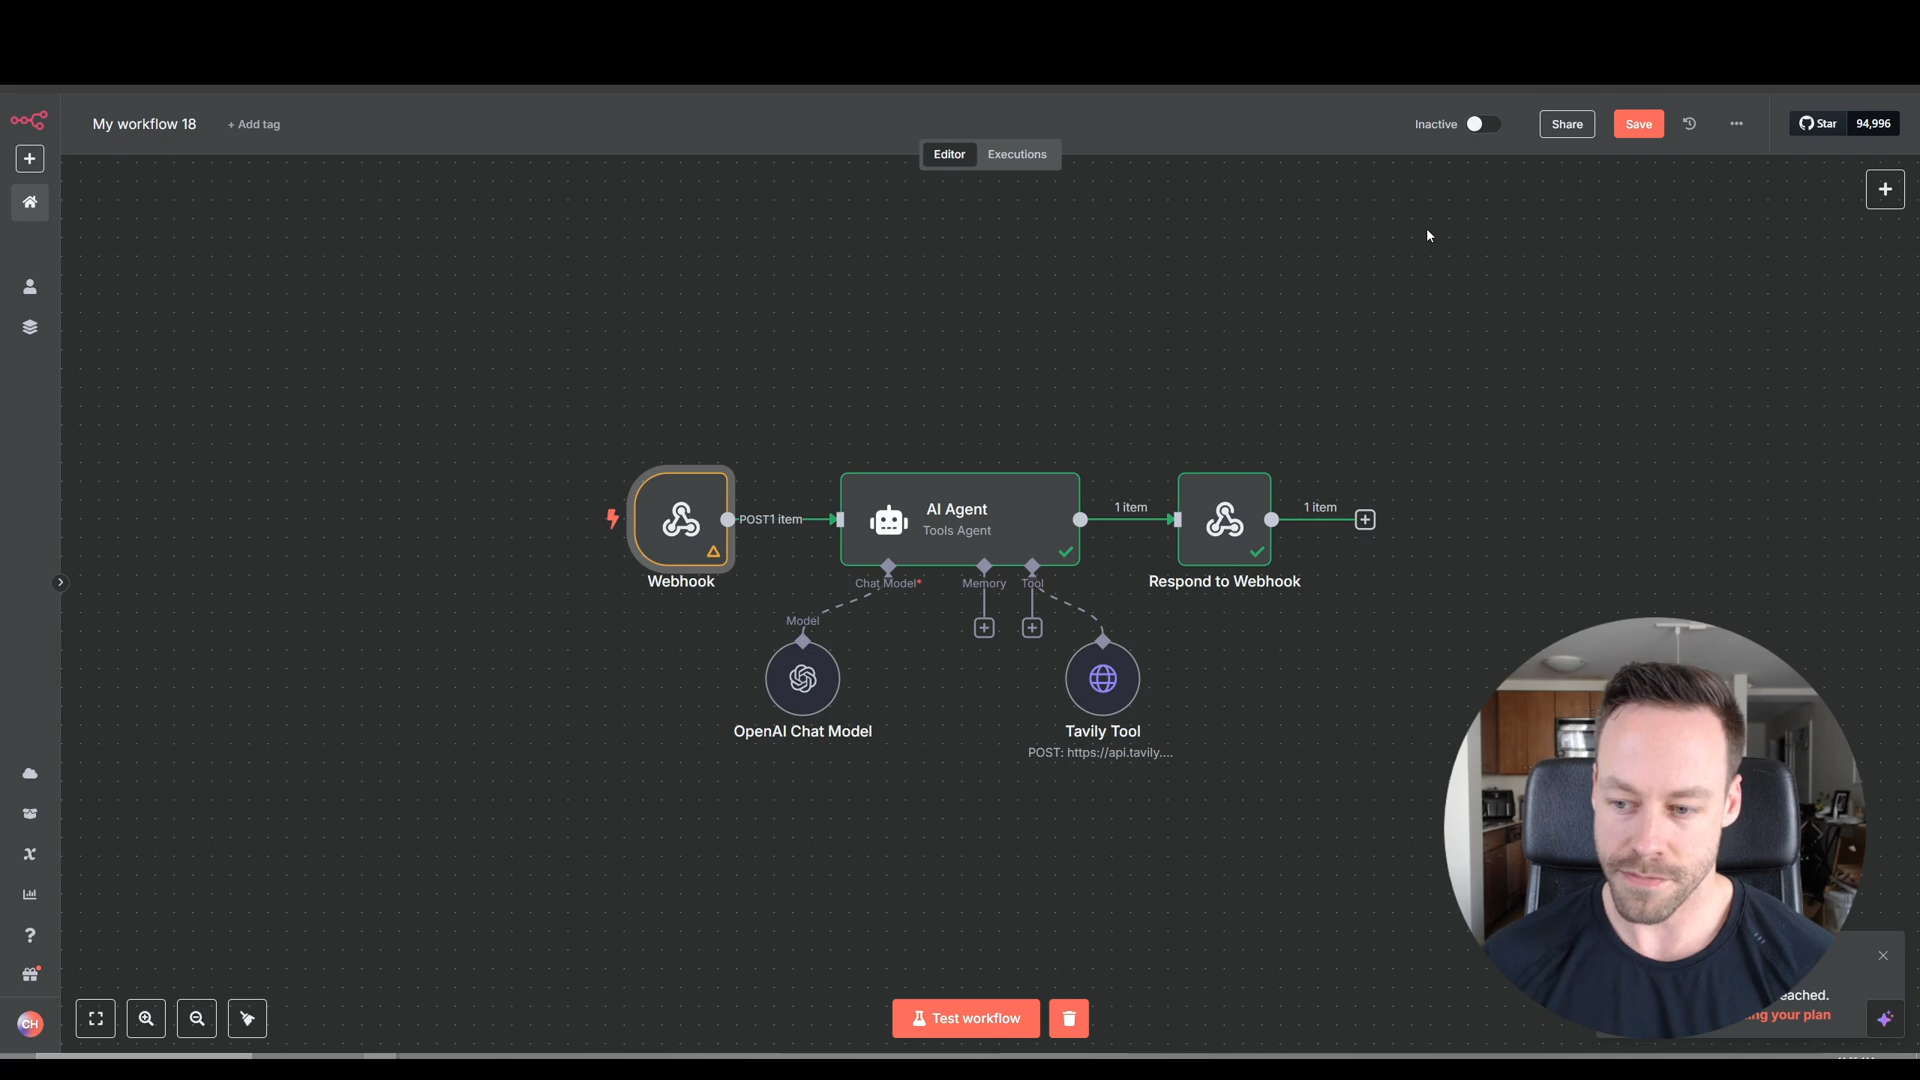 My workflow 18
+ Add tag
Inactive
Share
Save
Star
94,996
Editor
Executions
POST
1 item
AI Agent
Tools Agent
1 item
1 item
Webhook
Chat Model*
Memory
Tool
Respond to Webhook
Model
OpenAI Chat Model
Tavily Tool
POST: https://api.tavily....
eached.
ng your plan
Test workflow
CH